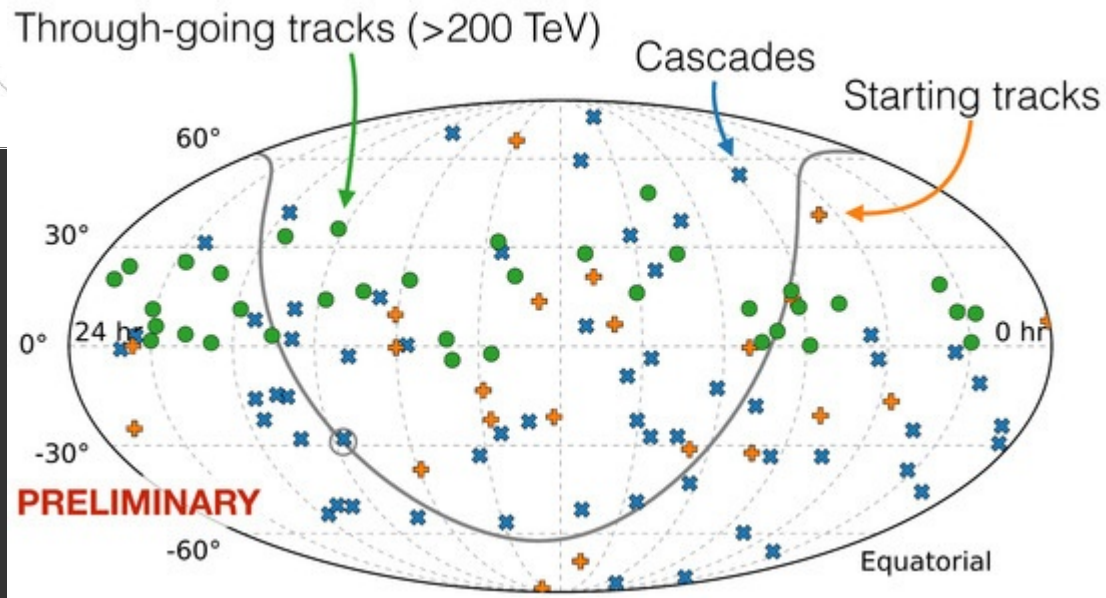 Through-going tracks (>200 TeV)
Cascades
Starting tracks
60°
30°
24 hr
0 hr
0°
-30°
PRELIMINARY
-60°
Equatorial